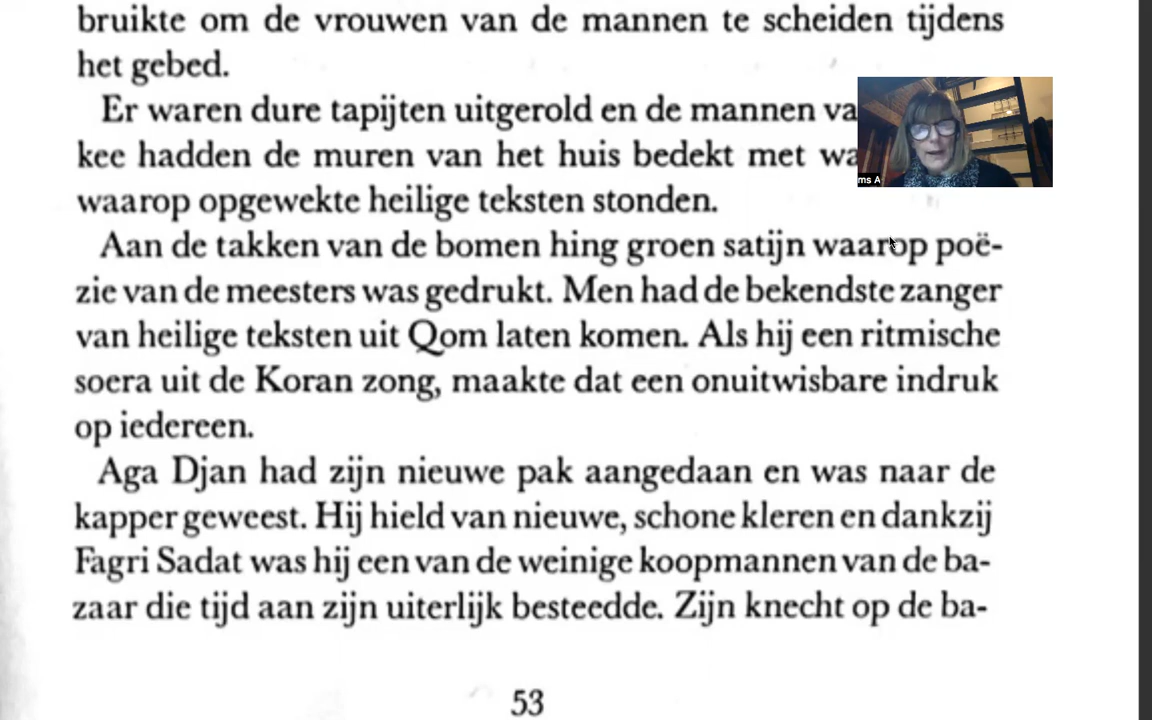 bruikte om de vrouwen van de mannen te scheiden tijdens
het gebed.
Er waren dure tapijten uitgerold en de mannen
kee hadden de muren van het huis bedekt met
waarop opgewekte heilige teksten stonden.
Aan de takken van de bomen hing groen satijn waarop poë-
zie van de meesters was gedrukt. Men had de bekendste zanger
van heilige teksten uit Qom laten komen. Als hij een ritmische
soera uit de Koran zong, maakte dat een onuitwisbare indruk
op iedereen.
Aga Djan had zijn nieuwe pak aangedaan en was naar de
kapper geweest. Hij hield van nieuwe, schone kleren en dankzij
Fagri Sadat was hij een van de weinige koopmannen van de ba-
zaar die tijd aan zijn uiterlijk besteedde. Zijn knecht op de ba-
53